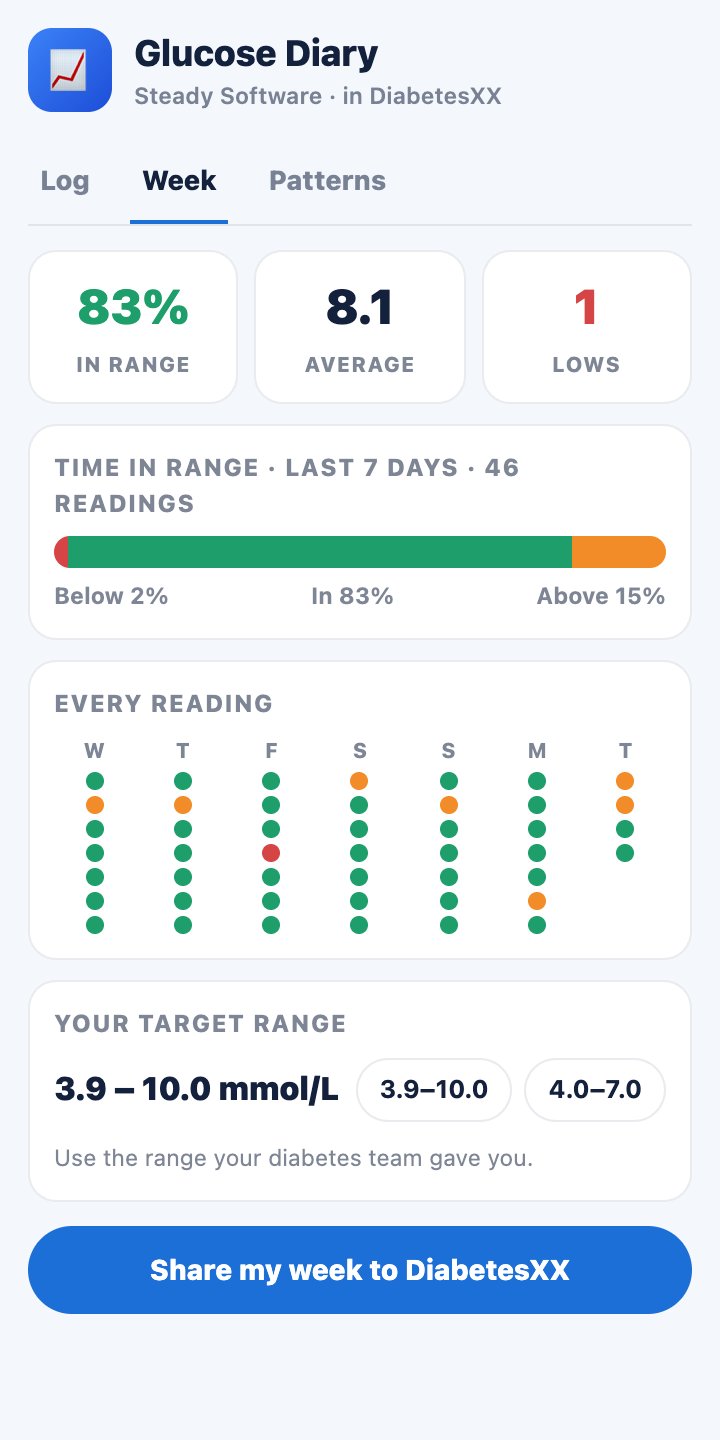 Glucose Diary
Steady Software · in DiabetesXX
Log Week Patterns
83% 8.1 1
IN RANGE AVERAGE LOWS
TIME IN RANGE · LAST 7 DAYS · 46
READINGS
Below 2% In 83% Above 15%
EVERY READING
W T F S S M T
YOUR TARGET RANGE
3.9 – 10.0 mmol/L 3.9–10.0 4.0–7.0
Use the range your diabetes team gave you.
Share my week to DiabetesXX